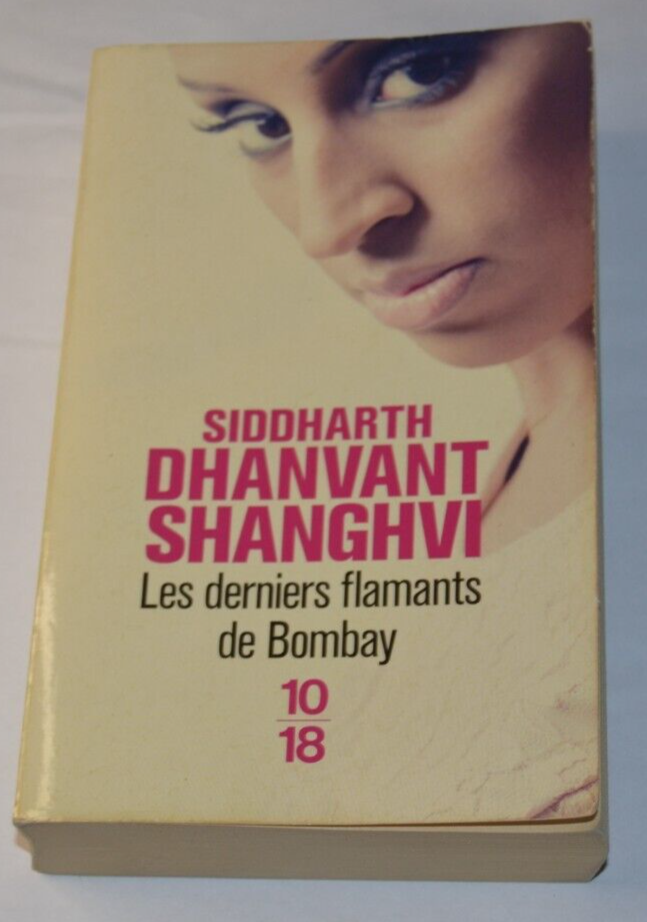 SIDDHARTH
DHANVANT
SHANGHVI
Les derniers flamants
de Bombay
10
18